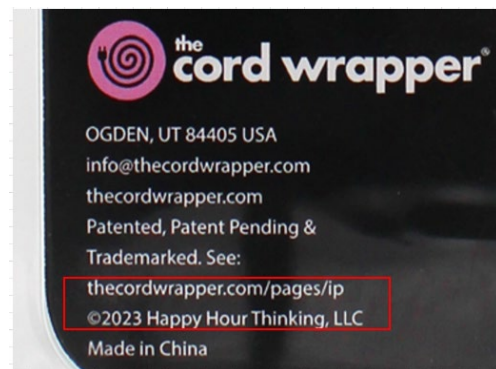 the
cord wrapper®
OGDEN, UT 84405 USA
info@thecordwrapper.com
thecordwrapper.com
Patented, Patent Pending &
Trademarked. See:
thecordwrapper.com/pages/ip
©2023 Happy Hour Thinking, LLC
Made in China